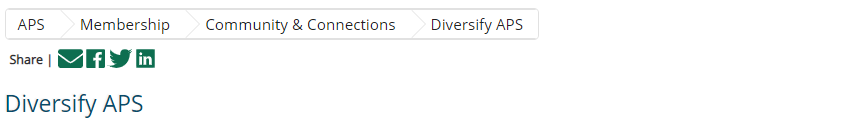 APS Membership Community & Connections Diversify APS
Share |
Diversify APS